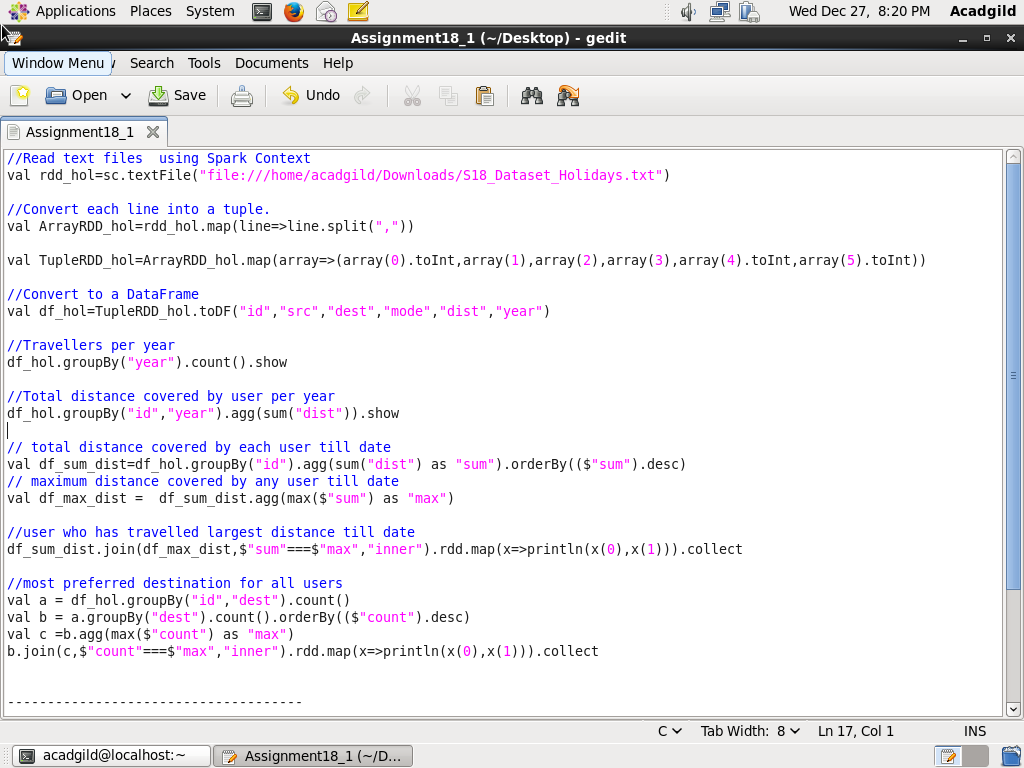 Applications Places System Wed Dec 27, 8:20 PM Acadgild
Assignment18_1 (~/Desktop) - gedit
Window Menu Search Tools Documents Help
Open Save Undo
Assignment18_1
//Read text files  using Spark Context
val rdd_hol=sc.textFile("file:///home/acadgild/Downloads/S18_Dataset_Holidays.txt")
//Convert each line into a tuple.
val ArrayRDD_hol=rdd_hol.map(line=>line.split(","))
val TupleRDD_hol=ArrayRDD_hol.map(array=>(array(0).toInt,array(1),array(2),array(3),array(4).toInt,array(5).toInt))
//Convert to a DataFrame
val df_hol=TupleRDD_hol.toDF("id","src","dest","mode","dist","year")
//Travellers per year
df_hol.groupBy("year").count().show
//Total distance covered by user per year
df_hol.groupBy("id","year").agg(sum("dist")).show
// total distance covered by each user till date
val df_sum_dist=df_hol.groupBy("id").agg(sum("dist") as "sum").orderBy(($"sum").desc)
// maximum distance covered by any user till date
val df_max_dist =  df_sum_dist.agg(max($"sum") as "max")
//user who has travelled largest distance till date
df_sum_dist.join(df_max_dist,$"sum"===$"max","inner").rdd.map(x=>println(x(0),x(1))).collect
//most preferred destination for all users
val a = df_hol.groupBy("id","dest").count()
val b = a.groupBy("dest").count().orderBy(($"count").desc)
val c =b.agg(max($"count") as "max")
b.join(c,$"count"===$"max","inner").rdd.map(x=>println(x(0),x(1))).collect
-------------------------------------
C Tab Width: 8 Ln 17, Col 1 INS
acadgild@localhost:~ Assignment18_1 (~/D...